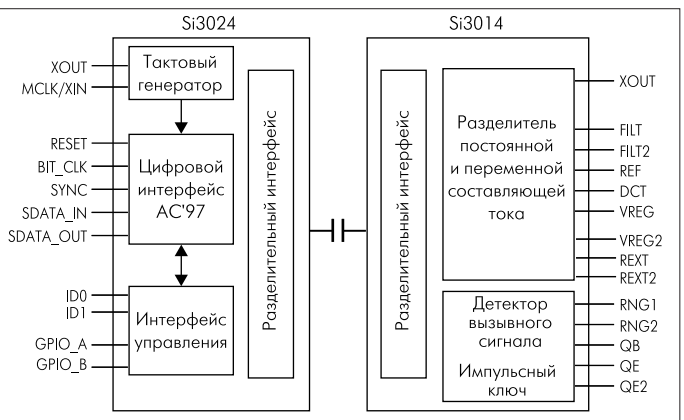 Si3024
Si3014
XOUT
MCLK/XIN
RESET
BIT_CLK
SYNC
SDATA_IN
SDATA_OUT
ID0
ID1
GPIO_A
GPIO_B
Тактовый
генератор
Цифровой
интерфейс
AC'97
Интерфейс
управления
Разделительный интерфейс
Разделительный интерфейс
Разделитель
постоянной
и переменной
составляющей
тока
Детектор
вызывного
сигнала
Импульсный
ключ
XOUT
FILT
FILT2
REF
DCT
VREG
VREG2
REXT
REXT2
RNG1
RNG2
QB
QE
QE2